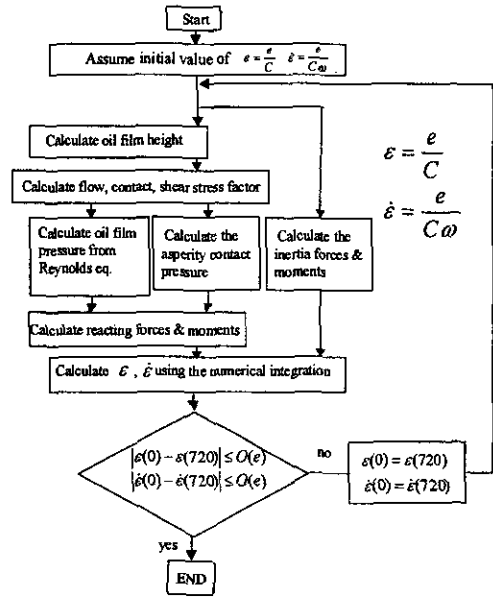 Start
Assume initial value of ε = e/C ε̇ = e/Cω
Calculate oil film height
ε = e/C
ε̇ = e/Cω
Calculate flow, contact, shear stress factor
Calculate oil film
pressure from
Reynolds eq.
Calculate the
asperity contact
pressure
Calculate the
inertia forces &
moments
Calculate reacting forces & moments
Calculate ε , ε̇ using the numerical integration
|ε(0) − ε(720)| ≤ O(e)
|ε̇(0) − ε̇(720)| ≤ O(e)
no
ε(0) = ε(720)
ε̇(0) = ε̇(720)
yes
END